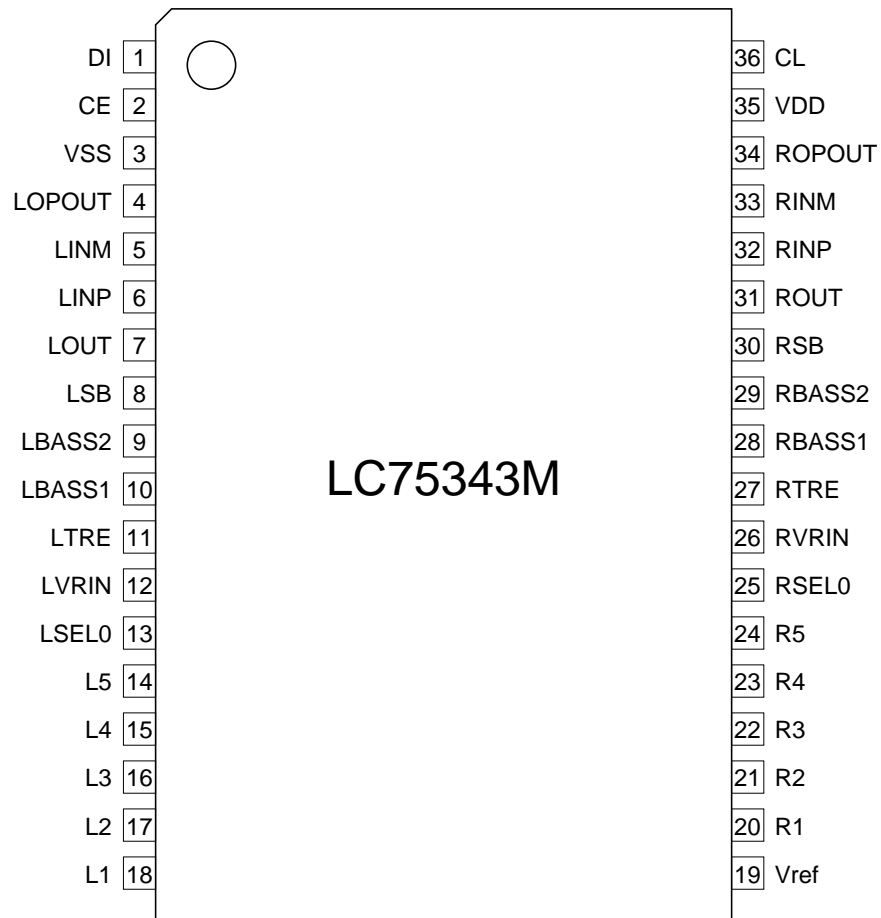 DI 1 36 CL
CE 2 35 VDD
VSS 3 34 ROPOUT
LOPOUT 4 33 RINM
LINM 5 32 RINP
LINP 6 31 ROUT
LOUT 7 30 RSB
LSB 8 29 RBASS2
LBASS2 9 28 RBASS1
LBASS1 10 LC75343M 27 RTRE
LTRE 11 26 RVRIN
LVRIN 12 25 RSEL0
LSEL0 13 24 R5
L5 14 23 R4
L4 15 22 R3
L3 16 21 R2
L2 17 20 R1
L1 18 19 Vref